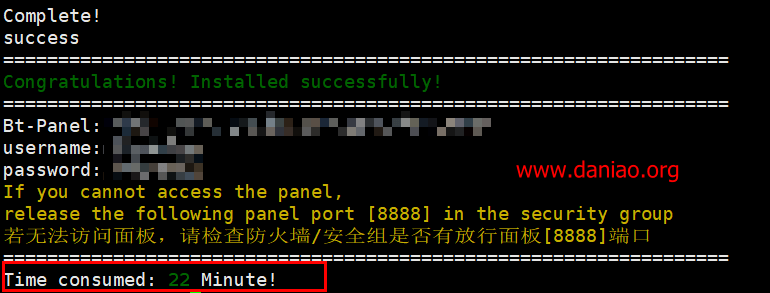 Complete!
success
==================================================================
Congratulations! Installed successfully!
==================================================================
Bt-Panel:
username:
password:
www.daniao.org
If you cannot access the panel,
release the following panel port [8888] in the security group
若无法访问面板，请检查防火墙/安全组是否有放行面板[8888]端口
==================================================================
Time consumed: 22 Minute!